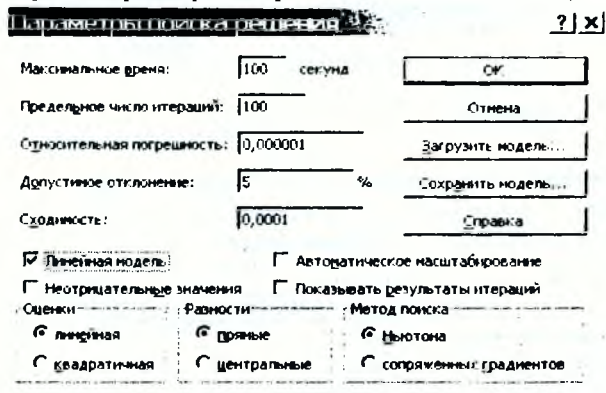 Параметры поиска решения ? ×
Максимальное время: 100 секунд OK
Предельное число итераций: 100 Отмена
Относительная погрешность: 0,000001 Загрузить модель...
Допустимое отклонение: 5 % Сохранить модель...
Сходимость: 0,0001 Справка
Линейная модель Автоматическое масштабирование
Неотрицательные значения Показывать результаты итераций
Оценки Разности Метод поиска
линейная прямые Ньютона
квадратичная центральные сопряженных градиентов